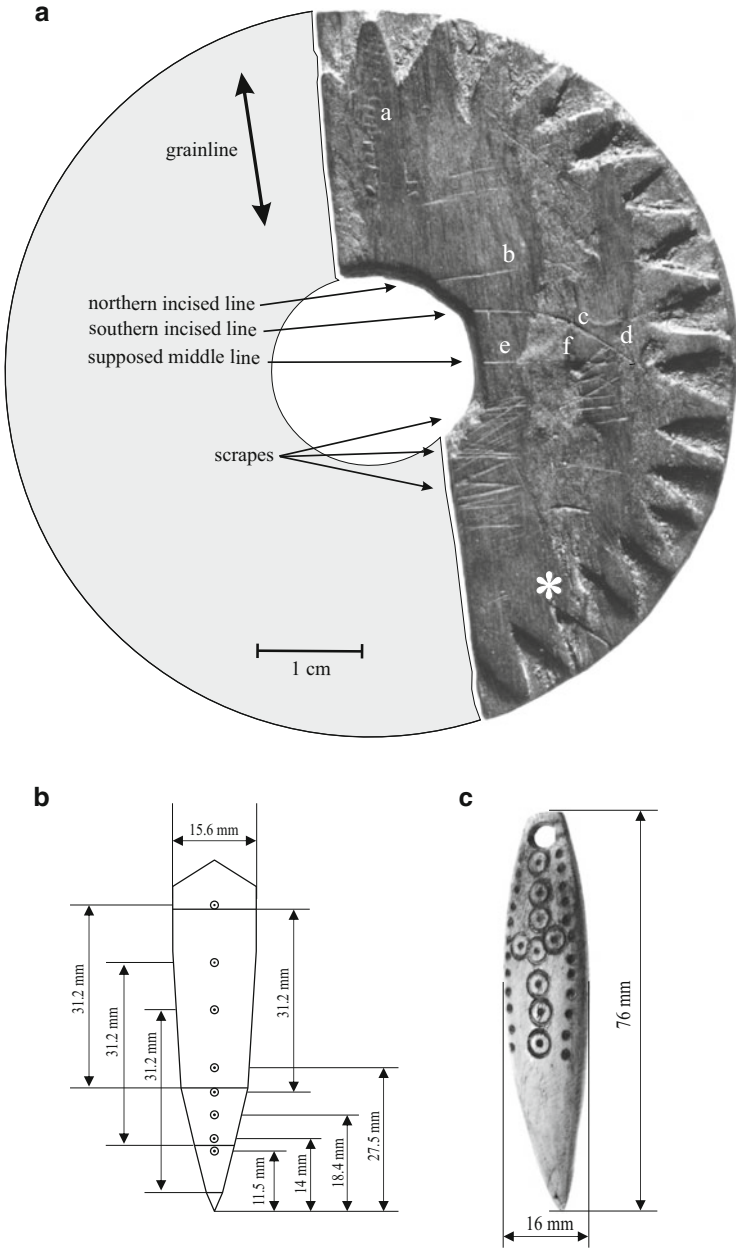 a
a
grainline
b
northern incised line
southern incised line
c
d
supposed middle line
e
f
scrapes
*
1 cm
b
c
15.6 mm
31.2 mm
31.2 mm
31.2 mm
31.2 mm
11.5 mm
14 mm
18.4 mm
27.5 mm
76 mm
16 mm